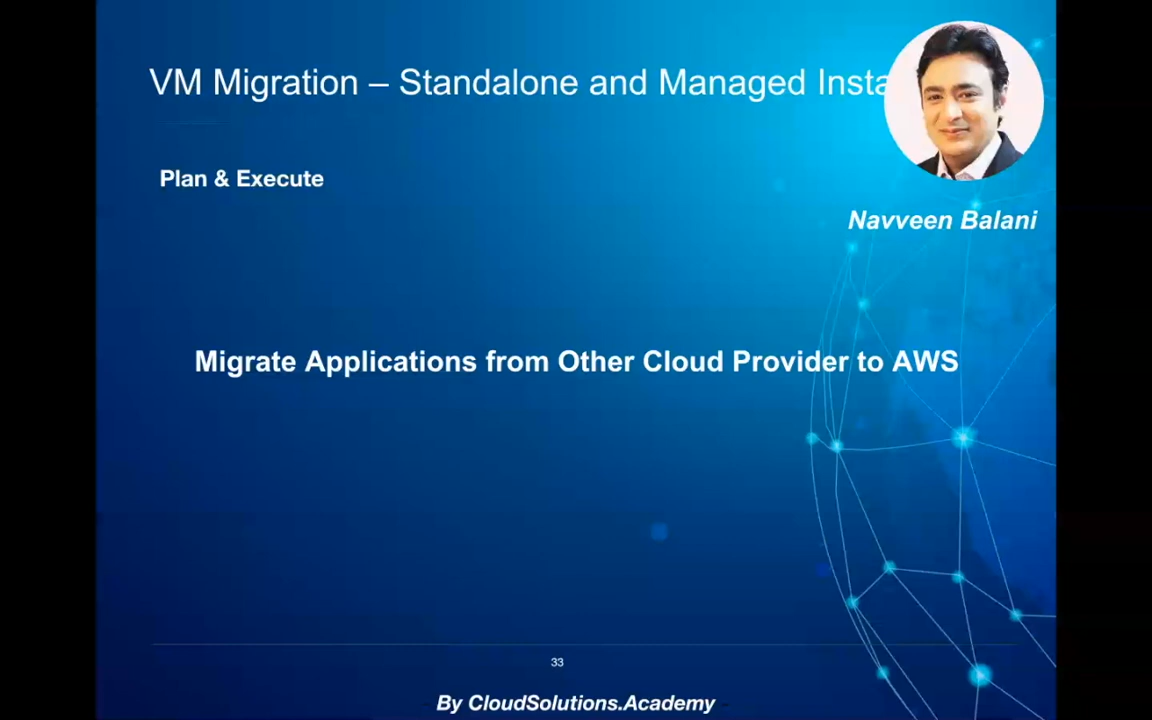 VM Migration – Standalone and Managed Insta
Plan & Execute
Navveen Balani
Migrate Applications from Other Cloud Provider to AWS
33
By CloudSolutions.Academy